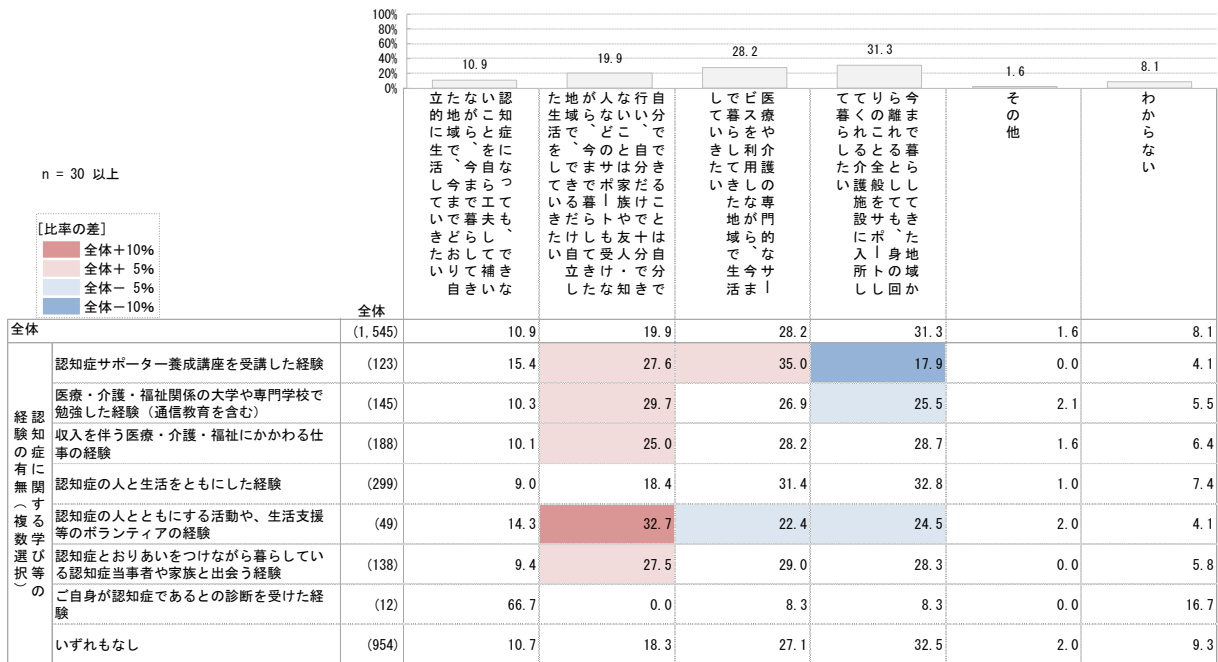 100%
80%
60%
40%
20%
0%
10.9
19.9
28.2
31.3
1.6
8.1
認知症になっても、できな
いことを自ら工夫して補い
ながら、今まで暮らしてき
た地域で、今までどおり自
立的に生活していきたい
自分でできることは自分で
行い、自分だけで十分でき
ないことは家族や友人・知
人などのサポートも受けな
がら、今まで暮らしてきた
地域で、できるだけ自立し
た生活をしていきたい
医療や介護の専門的なサー
ビスを利用しながら、今ま
で暮らしてきた地域で生活
していきたい
今まで暮らしてきた地域か
ら離れるとしても、身の回
りのこと全般をサポートし
てくれる介護施設に入所し
て暮らしたい
その他
わからない
n = 30 以上
[比率の差]
全体＋10%
全体＋ 5%
全体－ 5%
全体－10%
全体
全体 (1,545) 10.9 19.9 28.2 31.3 1.6 8.1
認知症に関する学び等の
経験の有無（複数選択）
認知症サポーター養成講座を受講した経験 (123) 15.4 27.6 35.0 17.9 0.0 4.1
医療・介護・福祉関係の大学や専門学校で
勉強した経験（通信教育を含む） (145) 10.3 29.7 26.9 25.5 2.1 5.5
収入を伴う医療・介護・福祉にかかわる仕
事の経験 (188) 10.1 25.0 28.2 28.7 1.6 6.4
認知症の人と生活をともにした経験 (299) 9.0 18.4 31.4 32.8 1.0 7.4
認知症の人とともにする活動や、生活支援
等のボランティアの経験 (49) 14.3 32.7 22.4 24.5 2.0 4.1
認知症とおりあいをつけながら暮らしてい
る認知症当事者や家族と出会う経験 (138) 9.4 27.5 29.0 28.3 0.0 5.8
ご自身が認知症であるとの診断を受けた経
験 (12) 66.7 0.0 8.3 8.3 0.0 16.7
いずれもなし (954) 10.7 18.3 27.1 32.5 2.0 9.3